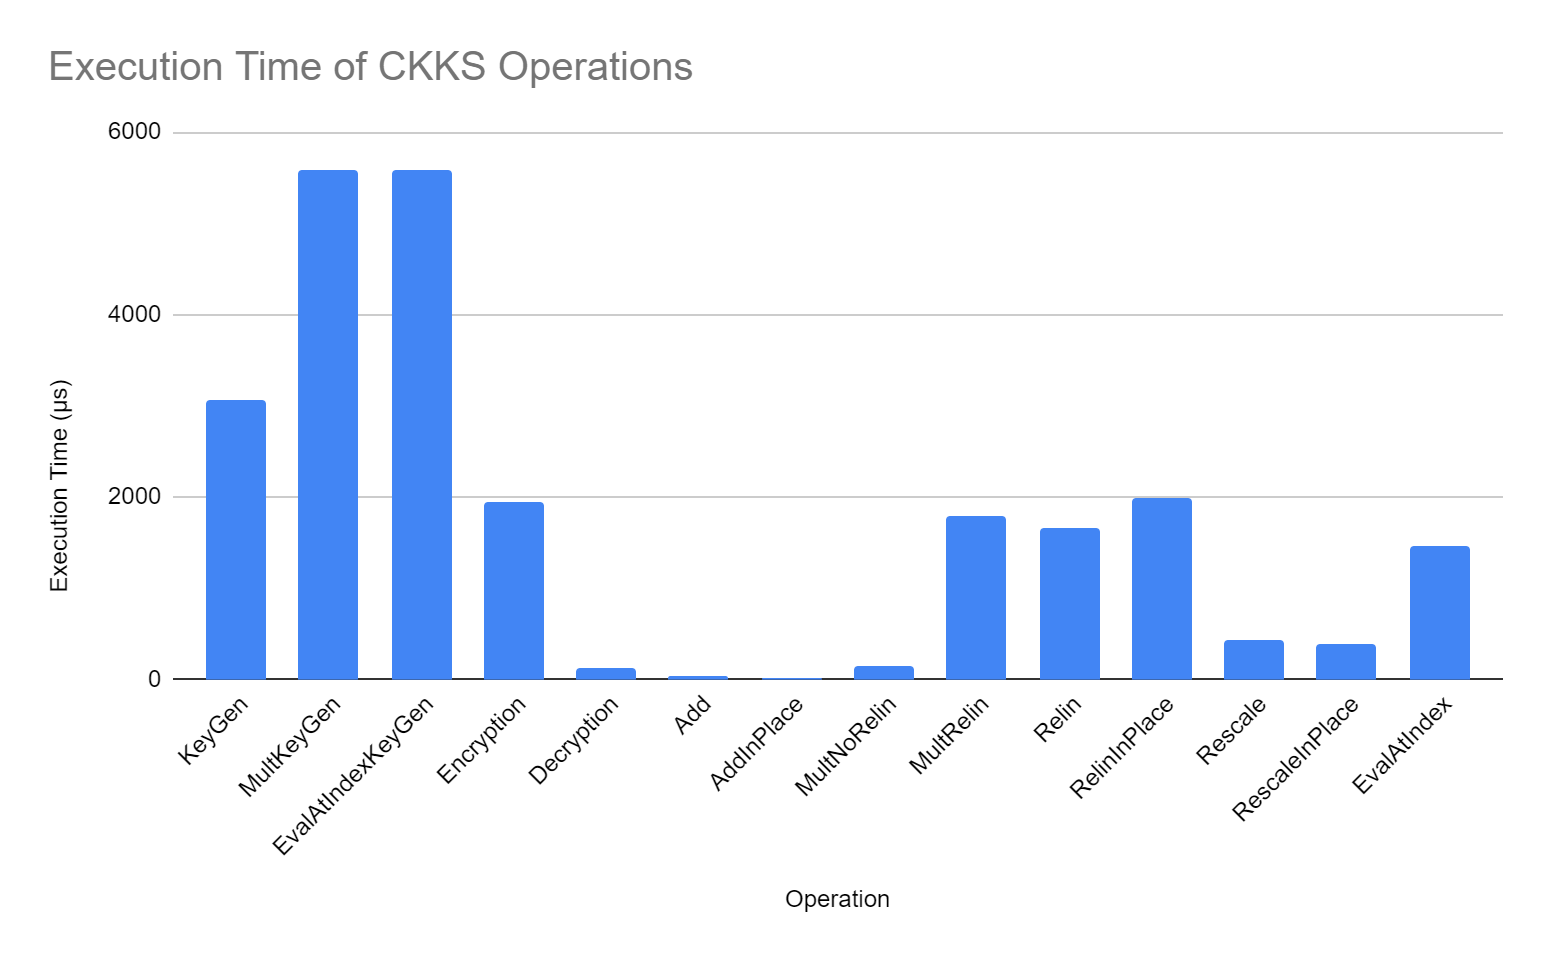 Execution Time of CKKS Operations
6000
4000
2000
0
Execution Time (µs)
KeyGen
MultKeyGen
EvalAtIndexKeyGen
Encryption
Decryption
Add
AddInPlace
MultNoRelin
MultRelin
Relin
RelinInPlace
Rescale
RescaleInPlace
EvalAtIndex
Operation